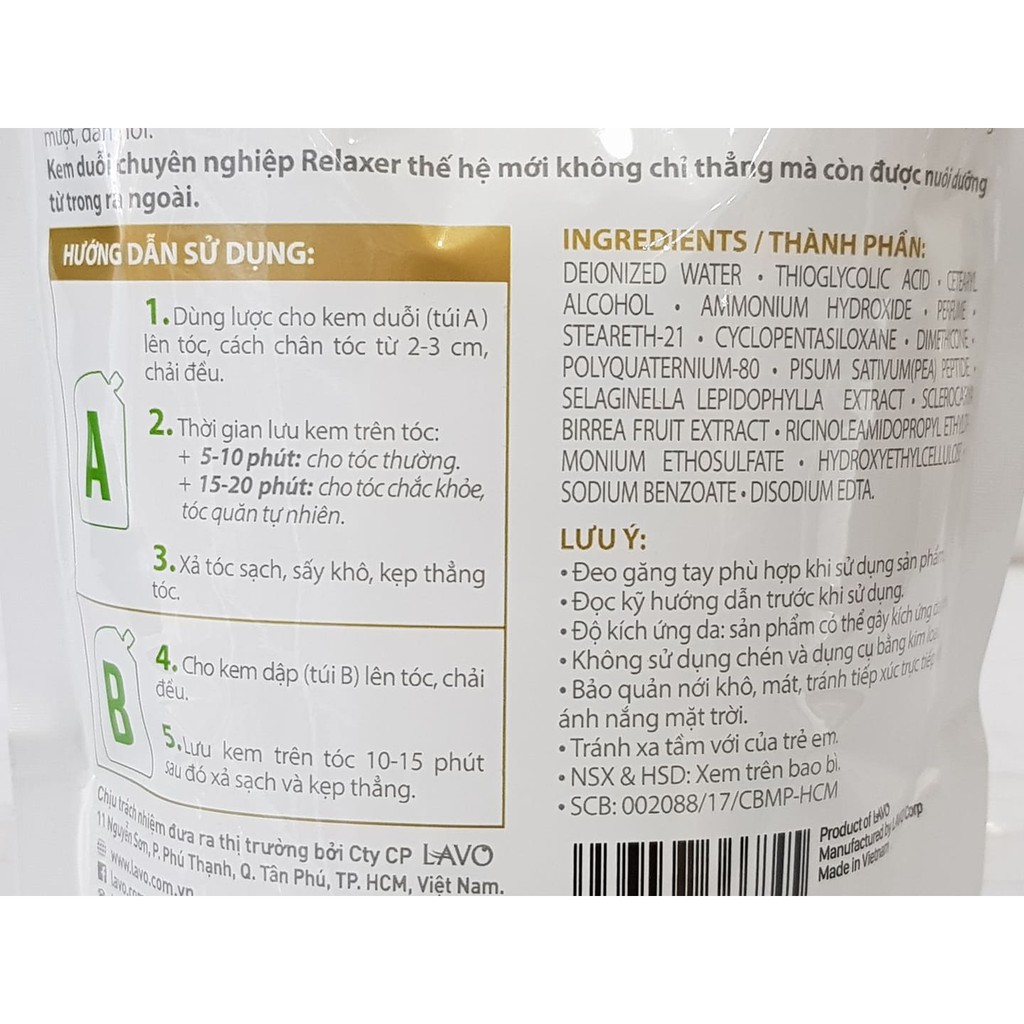 mượt,
Kem duỗi chuyên nghiệp Relaxer thế hệ mới không chỉ thẳng mà còn được nuôi dưỡng
từ trong ra ngoài.
HƯỚNG DẪN SỬ DỤNG:
1. Dùng lược cho kem duỗi (túi A)
lên tóc, cách chân tóc từ 2-3 cm,
chải đều.
A
2. Thời gian lưu kem trên tóc:
+ 5-10 phút: cho tóc thường.
+ 15-20 phút: cho tóc chắc khỏe,
tóc quăn tự nhiên.
3. Xả tóc sạch, sấy khô, kẹp thẳng
tóc.
B
4. Cho kem dập (túi B) lên tóc, chải
đều.
5. Lưu kem trên tóc 10-15 phút
sau đó xả sạch và kẹp thẳng.
Chịu trách nhiệm đưa ra thị trường bởi Cty CP LAVO
11 Nguyễn Sơn, P. Phú Thạnh, Q. Tân Phú, TP. HCM, Việt Nam.
www.lavo.com.vn
INGREDIENTS / THÀNH PHẦN:
DEIONIZED WATER • THIOGLYCOLIC ACID • CETEARYL
ALCOHOL • AMMONIUM HYDROXIDE • PERFUME •
STEARETH-21 • CYCLOPENTASILOXANE • DIMETHICONE •
POLYQUATERNIUM-80 • PISUM SATIVUM(PEA) PEPTIDE •
SELAGINELLA LEPIDOPHYLLA EXTRACT • SCLEROCARYA
BIRREA FRUIT EXTRACT • RICINOLEAMIDOPROPYL
MONIUM ETHOSULFATE • HYDROXYETHYLCELLULOSE •
SODIUM BENZOATE • DISODIUM EDTA.
LƯU Ý:
• Đeo găng tay phù hợp khi sử dụng sản phẩm
• Đọc kỹ hướng dẫn trước khi sử dụng.
• Độ kích ứng da: sản phẩm có thể gây kích ứng
• Không sử dụng chén và dụng cụ bằng kim loại
• Bảo quản nới khô, mát, tránh tiếp xúc trực tiếp
ánh nắng mặt trời.
• Tránh xa tầm với của trẻ em.
• NSX & HSD: Xem trên bao bì.
• SCB: 002088/17/CBMP-HCM
Product of LAVO
Manufactured by LAVO Corp
Made in Vietnam